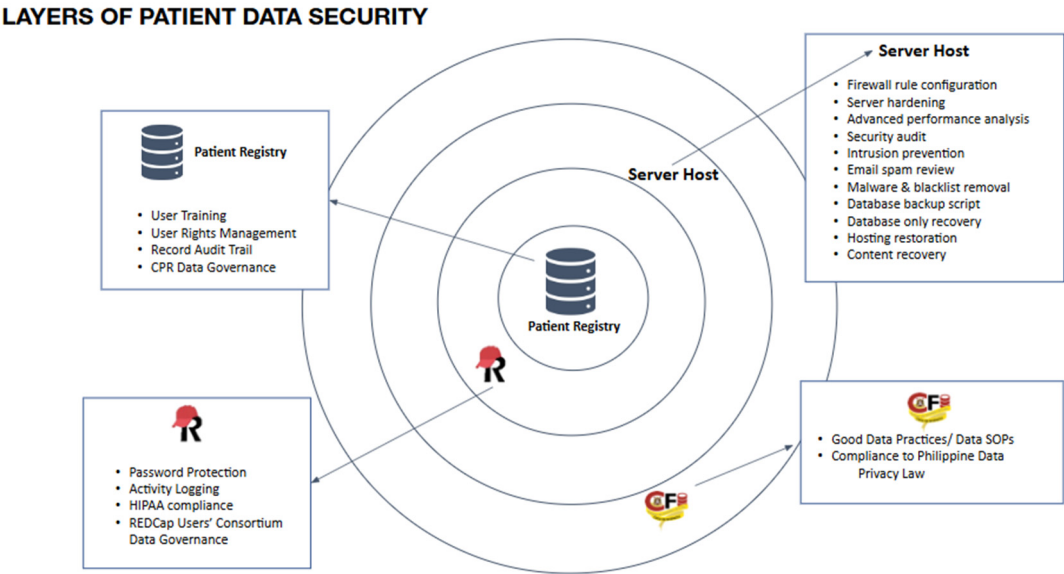 LAYERS OF PATIENT DATA SECURITY
Patient Registry
• User Training
• User Rights Management
• Record Audit Trail
• CPR Data Governance
Server Host
• Firewall rule configuration
• Server hardening
• Advanced performance analysis
• Security audit
• Intrusion prevention
• Email spam review
• Malware & blacklist removal
• Database backup script
• Database only recovery
• Hosting restoration
• Content recovery
Server Host
Patient Registry
R
R
• Password Protection
• Activity Logging
• HIPAA compliance
• REDCap Users' Consortium
Data Governance
CF
• Good Data Practices/ Data SOPs
• Compliance to Philippine Data
Privacy Law
CF